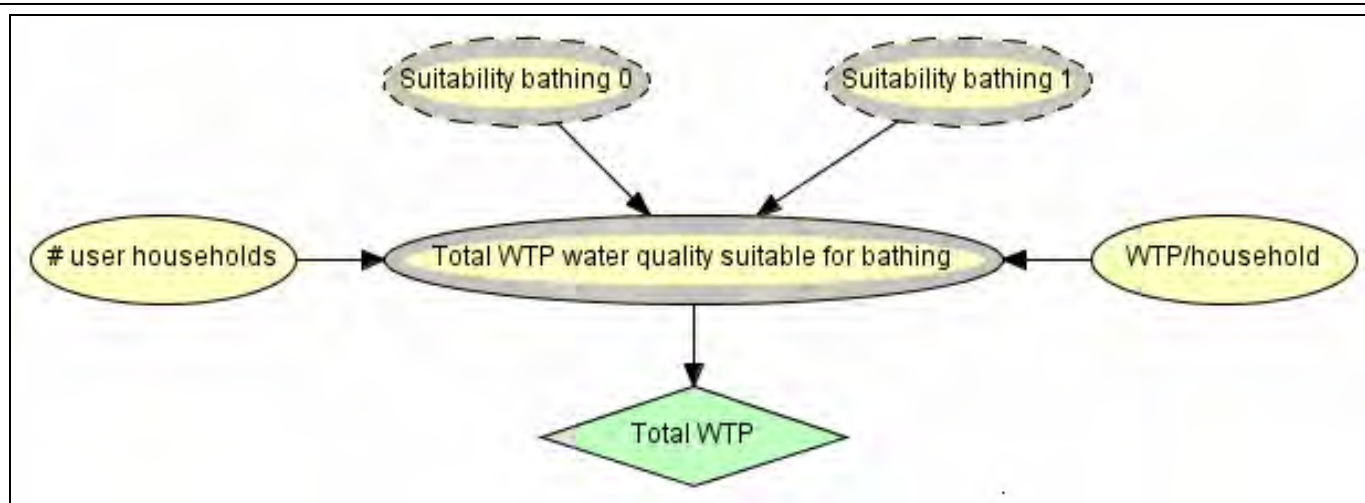 Suitability bathing 0
Suitability bathing 1
# user households
Total WTP water quality suitable for bathing
WTP/household
Total WTP